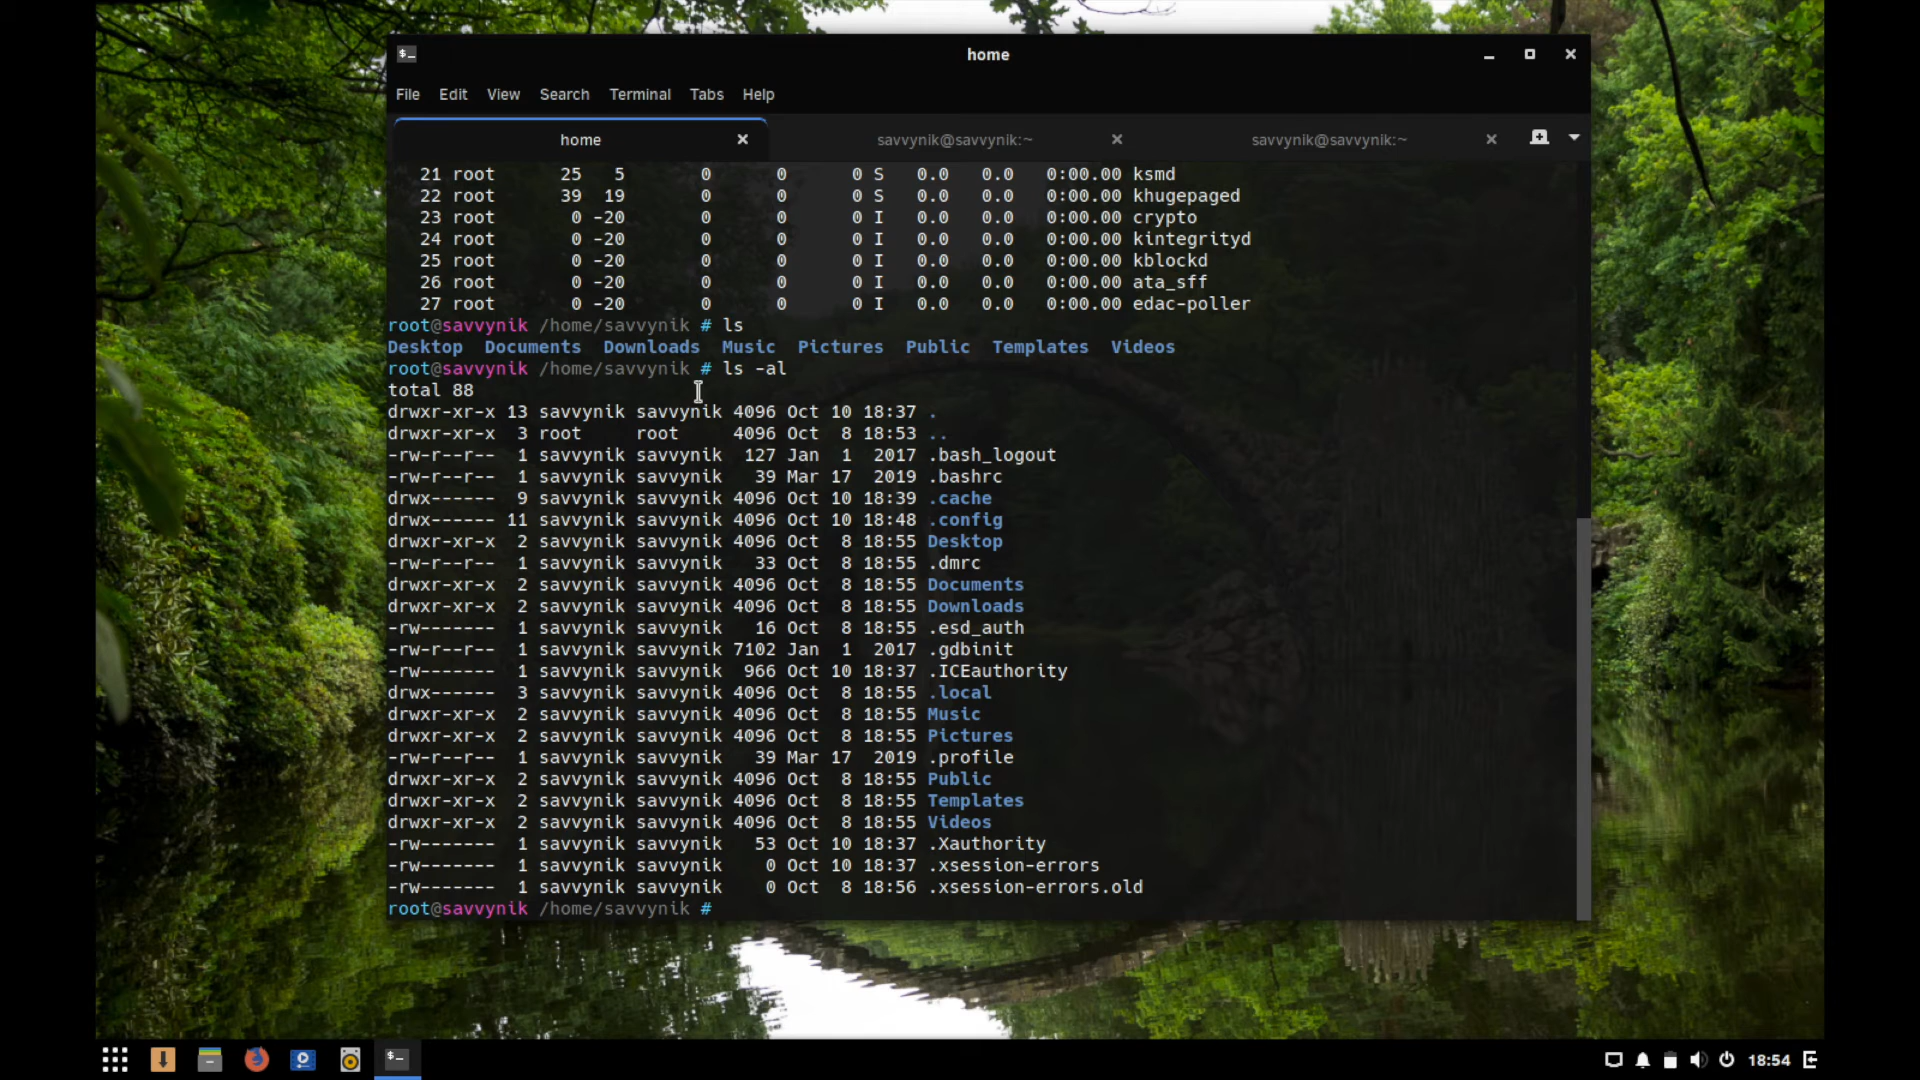 home
File Edit View Search Terminal Tabs Help
home savvynik@savvynik:~ savvynik@savvynik:~
21 root 25 5 0 0 0 S 0.0 0.0 0:00.00 ksmd
22 root 39 19 0 0 0 S 0.0 0.0 0:00.00 khugepaged
23 root 0 -20 0 0 0 I 0.0 0.0 0:00.00 crypto
24 root 0 -20 0 0 0 I 0.0 0.0 0:00.00 kintegrityd
25 root 0 -20 0 0 0 I 0.0 0.0 0:00.00 kblockd
26 root 0 -20 0 0 0 I 0.0 0.0 0:00.00 ata_sff
27 root 0 -20 0 0 0 I 0.0 0.0 0:00.00 edac-poller
root@savvynik /home/savvynik # ls
Desktop Documents Downloads Music Pictures Public Templates Videos
root@savvynik /home/savvynik # ls -al
total 88
drwxr-xr-x 13 savvynik savvynik 4096 Oct 10 18:37 .
drwxr-xr-x 3 root root 4096 Oct 8 18:53 ..
-rw-r--r-- 1 savvynik savvynik 127 Jan 1 2017 .bash_logout
-rw-r--r-- 1 savvynik savvynik 39 Mar 17 2019 .bashrc
drwx------ 9 savvynik savvynik 4096 Oct 10 18:39 .cache
drwx------ 11 savvynik savvynik 4096 Oct 10 18:48 .config
drwxr-xr-x 2 savvynik savvynik 4096 Oct 8 18:55 Desktop
-rw-r--r-- 1 savvynik savvynik 33 Oct 8 18:55 .dmrc
drwxr-xr-x 2 savvynik savvynik 4096 Oct 8 18:55 Documents
drwxr-xr-x 2 savvynik savvynik 4096 Oct 8 18:55 Downloads
-rw------- 1 savvynik savvynik 16 Oct 8 18:55 .esd_auth
-rw-r--r-- 1 savvynik savvynik 7102 Jan 1 2017 .gdbinit
-rw------- 1 savvynik savvynik 966 Oct 10 18:37 .ICEauthority
drwx------ 3 savvynik savvynik 4096 Oct 8 18:55 .local
drwxr-xr-x 2 savvynik savvynik 4096 Oct 8 18:55 Music
drwxr-xr-x 2 savvynik savvynik 4096 Oct 8 18:55 Pictures
-rw-r--r-- 1 savvynik savvynik 39 Mar 17 2019 .profile
drwxr-xr-x 2 savvynik savvynik 4096 Oct 8 18:55 Public
drwxr-xr-x 2 savvynik savvynik 4096 Oct 8 18:55 Templates
drwxr-xr-x 2 savvynik savvynik 4096 Oct 8 18:55 Videos
-rw------- 1 savvynik savvynik 53 Oct 10 18:37 .Xauthority
-rw------- 1 savvynik savvynik 0 Oct 10 18:37 .xsession-errors
-rw------- 1 savvynik savvynik 0 Oct 8 18:56 .xsession-errors.old
root@savvynik /home/savvynik #
18:54